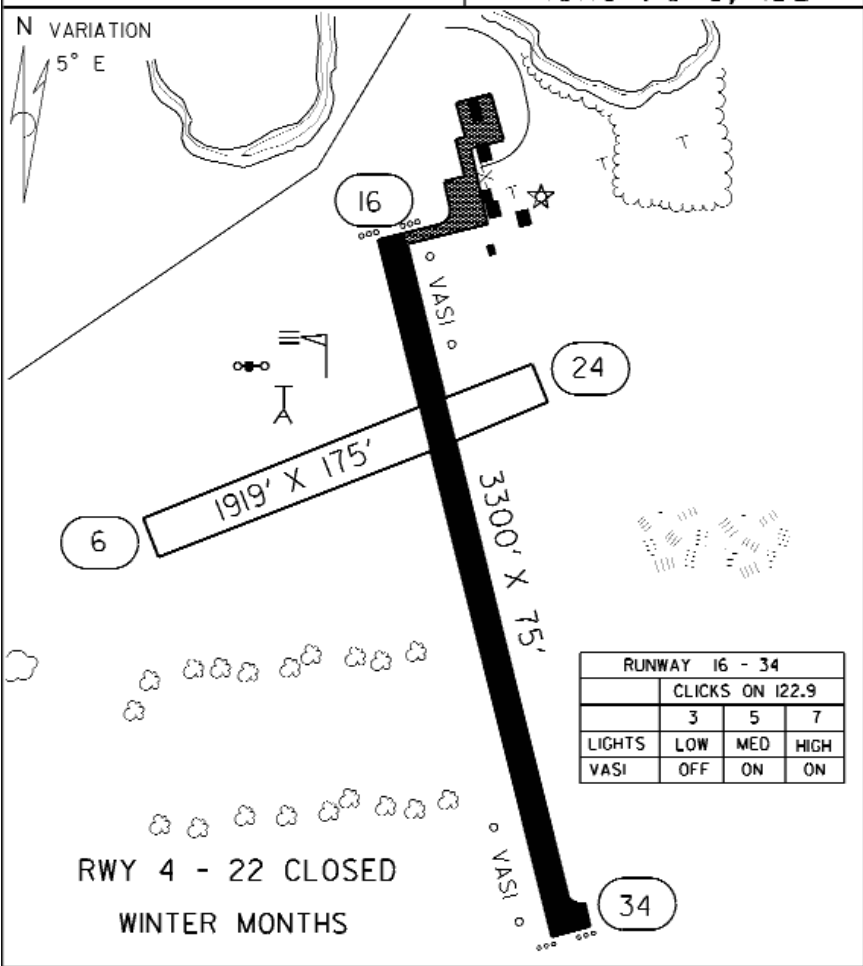 N VARIATION
5° E
16
VASI
24
1919' X 175'
6
3300' X 75'
RUNWAY 16 - 34
CLICKS ON 122.9
3 5 7
LIGHTS LOW MED HIGH
VASI OFF ON ON
VASI
RWY 4 - 22 CLOSED
WINTER MONTHS
34